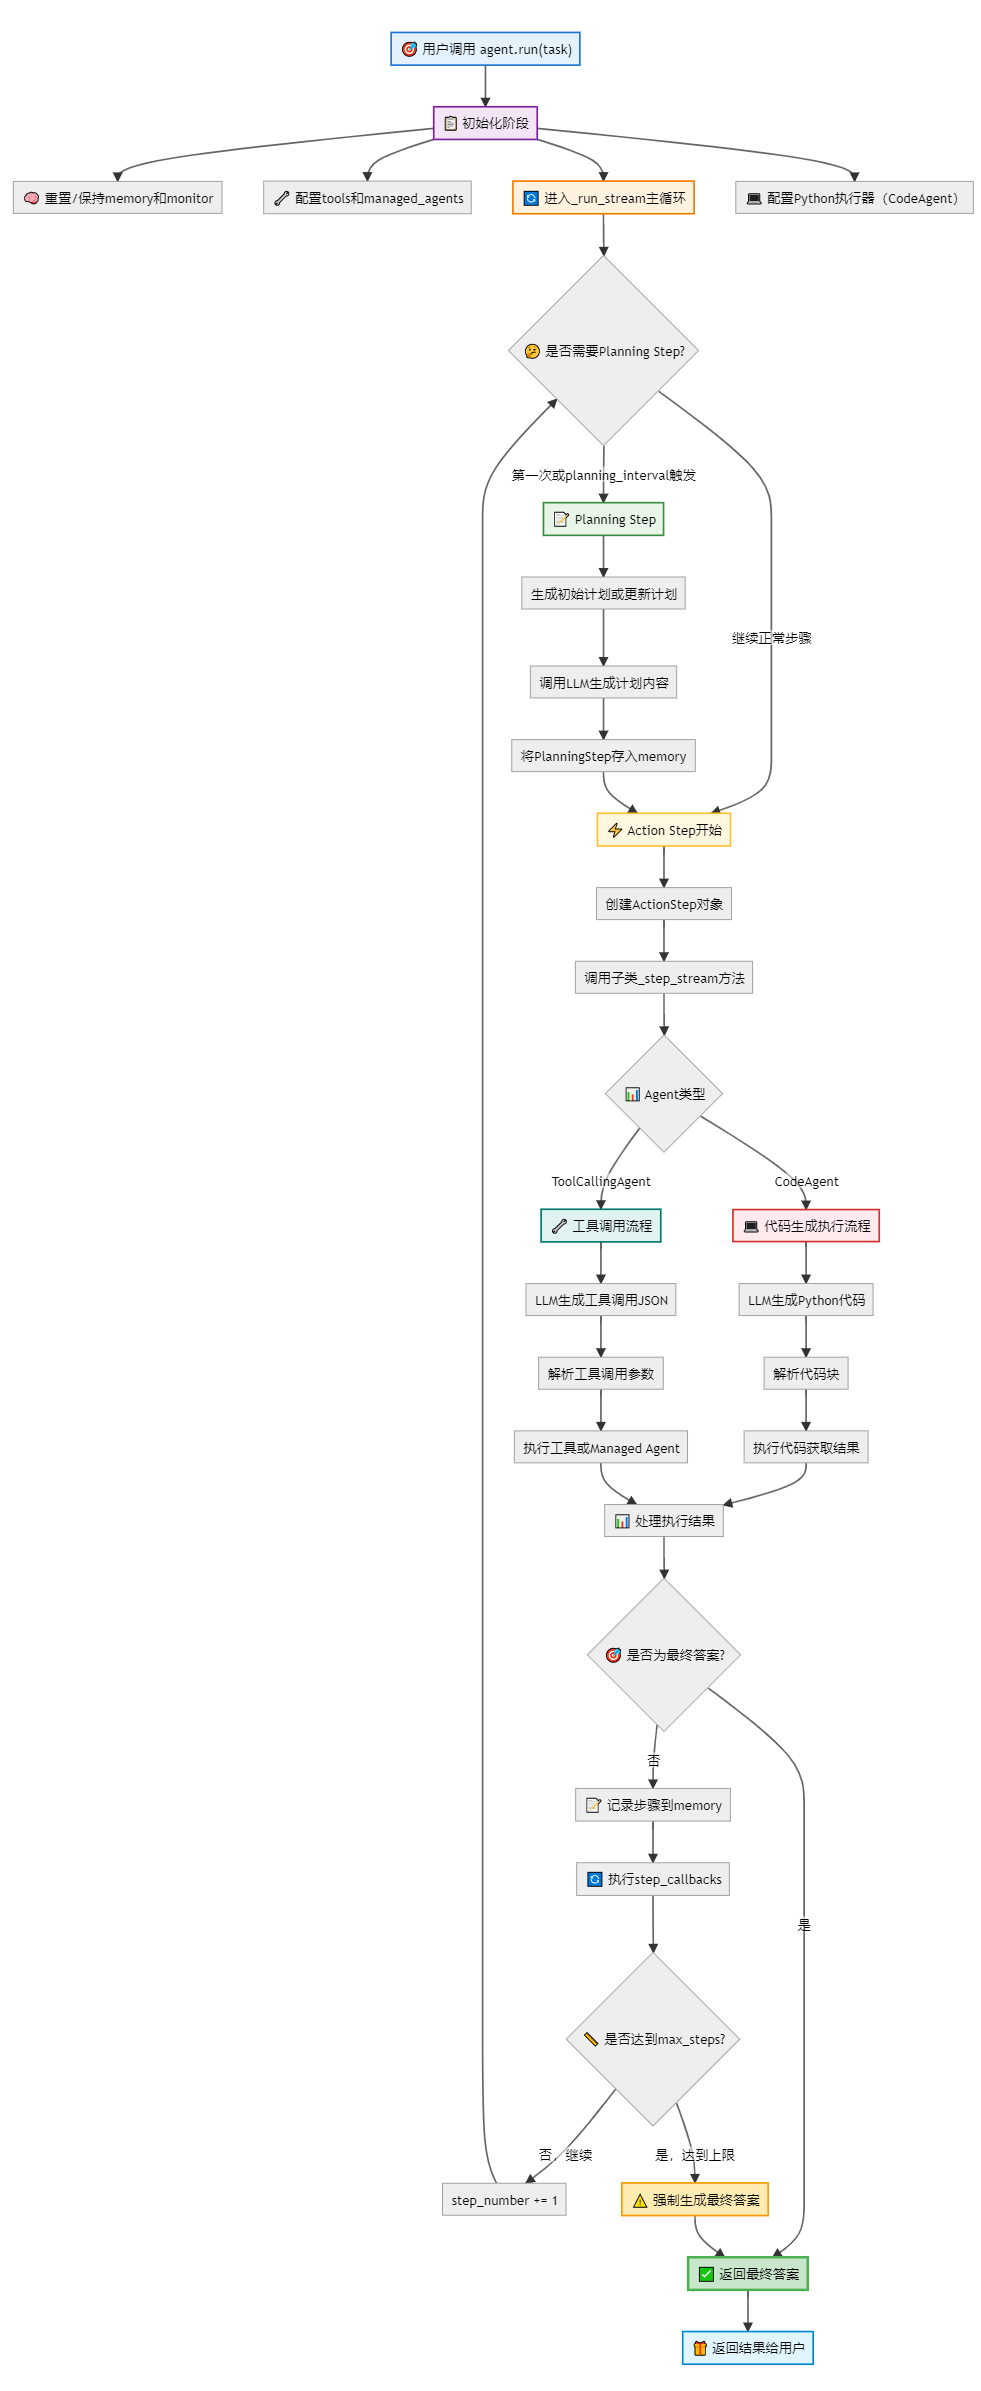 🎯 用户调用 agent.run(task)
📋 初始化阶段
🧠 重置/保持memory和monitor
🔧 配置tools和managed_agents
🔄 进入_run_stream主循环
💻 配置Python执行器（CodeAgent）
🤔 是否需要Planning Step?
第一次或planning_interval触发
📝 Planning Step
生成初始计划或更新计划
继续正常步骤
调用LLM生成计划内容
将PlanningStep存入memory
⚡ Action Step开始
创建ActionStep对象
调用子类_step_stream方法
📊 Agent类型
ToolCallingAgent
CodeAgent
🔧 工具调用流程
💻 代码生成执行流程
LLM生成工具调用JSON
LLM生成Python代码
解析工具调用参数
解析代码块
执行工具或Managed Agent
执行代码获取结果
📊 处理执行结果
🎯 是否为最终答案?
否
📝 记录步骤到memory
🔄 执行step_callbacks
是
📏 是否达到max_steps?
否，继续
是，达到上限
step_number += 1
⚠️ 强制生成最终答案
✅ 返回最终答案
🎁 返回结果给用户